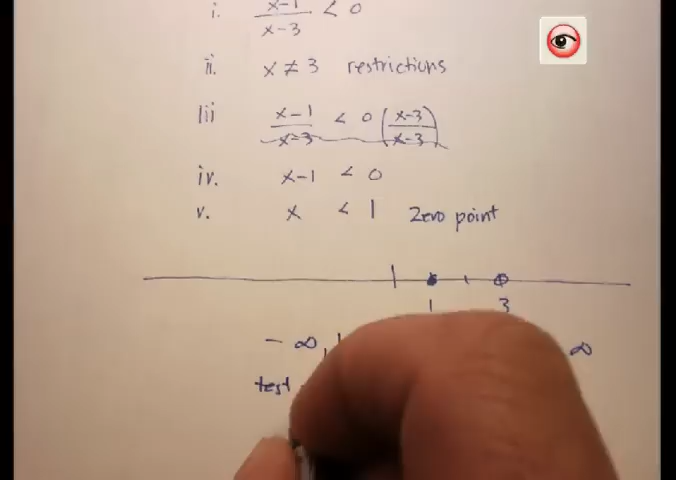 i. x-1/x-3 < 0
ii. x ≠ 3 restrictions
iii x-1/x-3 < 0 (x-3/x-3)
iv. x-1 < 0
v. x < 1 Zero point
1 3
- ∞, 1 ∞
test